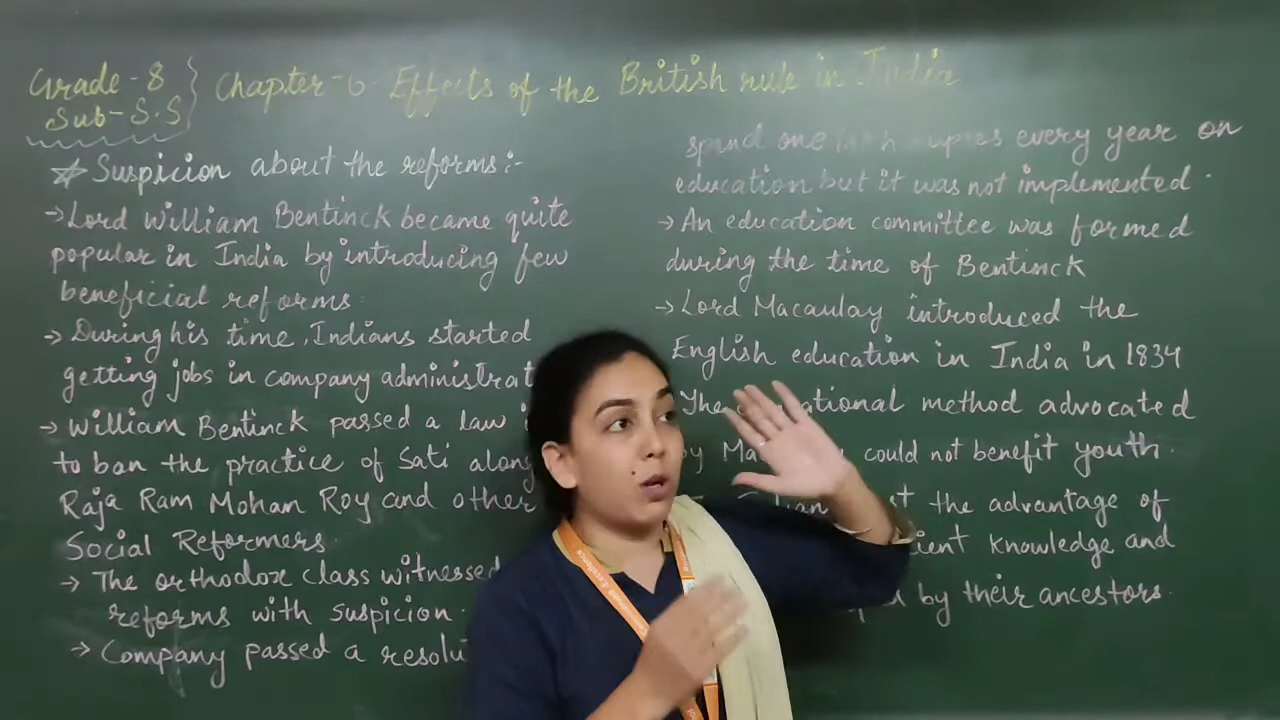 Grade-8
Sub-S.S
Chapter-6 Effects of the British rule in India
Suspicion about the reforms:-
→ Lord William Bentinck became quite
popular in India by introducing few
beneficial reforms.
→ During his time, Indians started
getting jobs in company administrat
→ William Bentinck passed a law
to ban the practice of Sati along
Raja Ram Mohan Roy and other
Social Reformers.
→ The orthodox class witnessed
reforms with suspicion.
→ Company passed a resolu
spend one lakh rupees every year on
education but it was not implemented.
→ An education committee was formed
during the time of Bentinck
→ Lord Macaulay introduced the
English education in India in 1834
The method advocated
could not benefit youth.
the advantage of
knowledge and
by their ancestors.